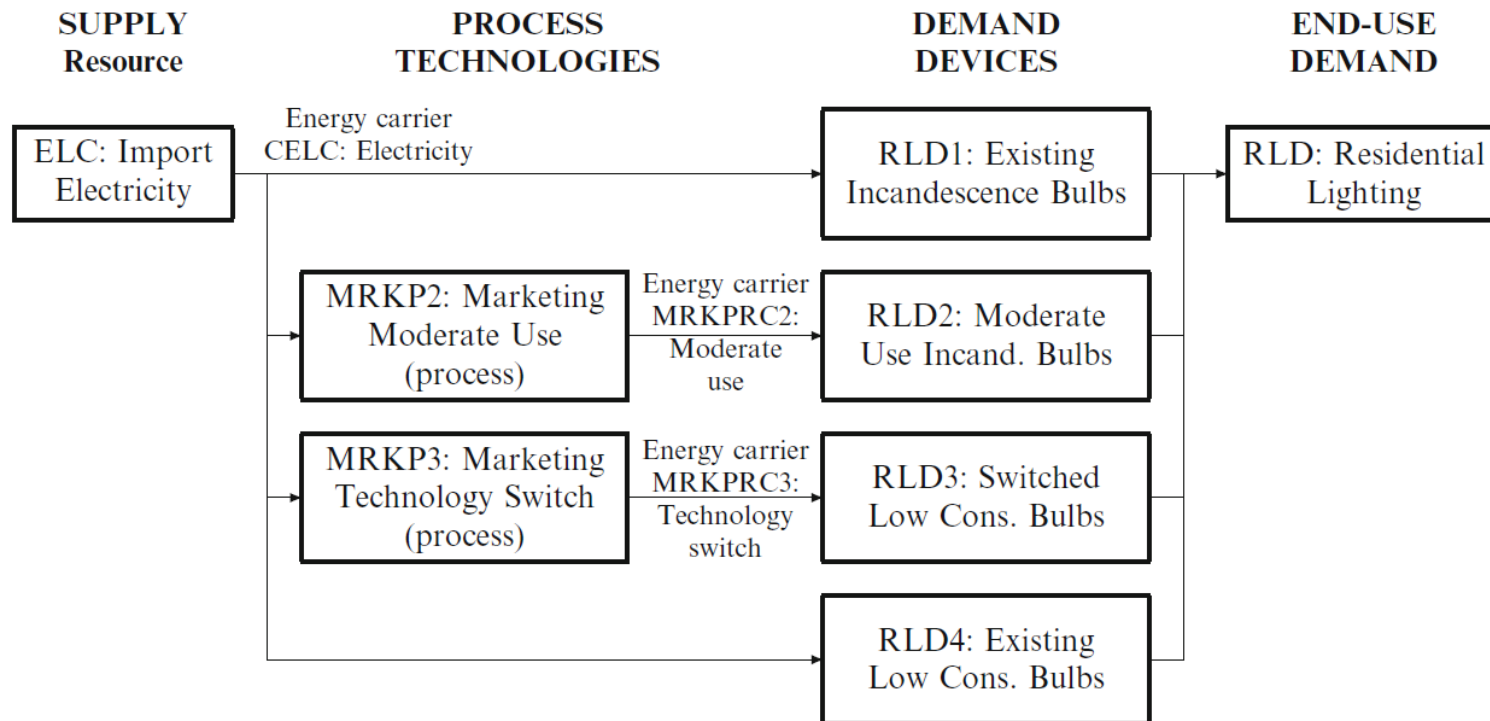 SUPPLY
Resource
PROCESS
TECHNOLOGIES
DEMAND
DEVICES
END-USE
DEMAND
ELC: Import
Electricity
Energy carrier
CELC: Electricity
RLD1: Existing
Incandescence Bulbs
RLD: Residential
Lighting
MRKP2: Marketing
Moderate Use
(process)
Energy carrier
MRKPRC2:
Moderate
use
RLD2: Moderate
Use Incand. Bulbs
MRKP3: Marketing
Technology Switch
(process)
Energy carrier
MRKPRC3:
Technology
switch
RLD3: Switched
Low Cons. Bulbs
RLD4: Existing
Low Cons. Bulbs